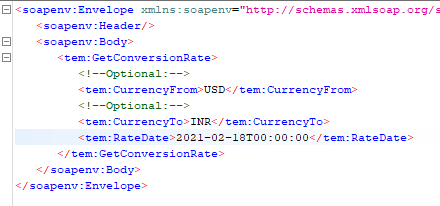 <soapenv:Envelope xmlns:soapenv="http://schemas.xmlsoap.org/s
<soapenv:Header/>
<soapenv:Body>
<tem:GetConversionRate>
<!--Optional:-->
<tem:CurrencyFrom>USD</tem:CurrencyFrom>
<!--Optional:-->
<tem:CurrencyTo>INR</tem:CurrencyTo>
<tem:RateDate>2021-02-18T00:00:00</tem:RateDate>
</tem:GetConversionRate>
</soapenv:Body>
</soapenv:Envelope>